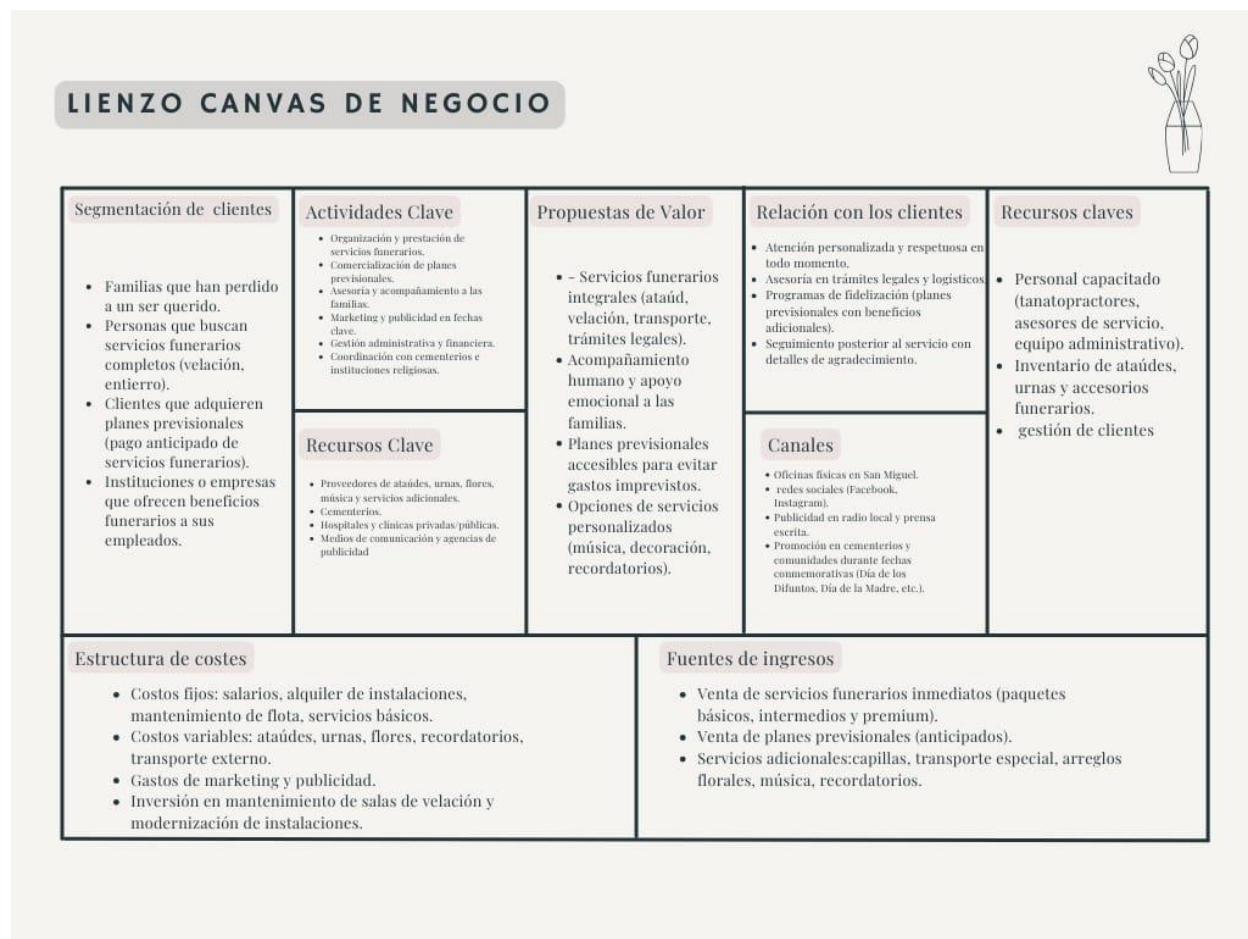 LIENZO CANVAS DE NEGOCIO
Segmentación de  clientes
Familias que han perdido
a un ser querido.
Personas que buscan
servicios funerarios
completos (velación,
entierro).
Clientes que adquieren
planes previsionales
(pago anticipado de
servicios funerarios).
Instituciones o empresas
que ofrecen beneficios
funerarios a sus
empleados.
Actividades Clave
Organización y prestación de
servicios funerarios.
Comercialización de planes
previsionales.
Asesoría y acompañamiento a las
familias.
Marketing y publicidad en fechas
clave.
Gestión administrativa y financiera.
Coordinación con cementerios e
instituciones religiosas.
Recursos Clave
Proveedores de ataúdes, urnas, flores,
música y servicios adicionales.
Cementerios.
Hospitales y clínicas privadas/públicas.
Medios de comunicación y agencias de
publicidad
Propuestas de Valor
- Servicios funerarios
integrales (ataúd,
velación, transporte,
trámites legales).
Acompañamiento
humano y apoyo
emocional a las
familias.
Planes previsionales
accesibles para evitar
gastos imprevistos.
Opciones de servicios
personalizados
(música, decoración,
recordatorios).
Relación con los clientes
Atención personalizada y respetuosa en
todo momento.
Asesoría en trámites legales y logísticos
Programas de fidelización (planes
previsionales con beneficios
adicionales).
Seguimiento posterior al servicio con
detalles de agradecimiento.
Canales
Oficinas físicas en San Miguel.
redes sociales (Facebook,
Instagram).
Publicidad en radio local y prensa
escrita.
Promoción en cementerios y
comunidades durante fechas
conmemorativas (Día de los
Difuntos, Día de la Madre, etc.).
Recursos claves
Personal capacitado
(tanatopractores,
asesores de servicio,
equipo administrativo).
Inventario de ataúdes,
urnas y accesorios
funerarios.
gestión de clientes
Estructura de costes
Costos fijos: salarios, alquiler de instalaciones,
mantenimiento de flota, servicios básicos.
Costos variables: ataúdes, urnas, flores, recordatorios,
transporte externo.
Gastos de marketing y publicidad.
Inversión en mantenimiento de salas de velación y
modernización de instalaciones.
Fuentes de ingresos
Venta de servicios funerarios inmediatos (paquetes
básicos, intermedios y premium).
Venta de planes previsionales (anticipados).
Servicios adicionales:capillas, transporte especial, arreglos
florales, música, recordatorios.